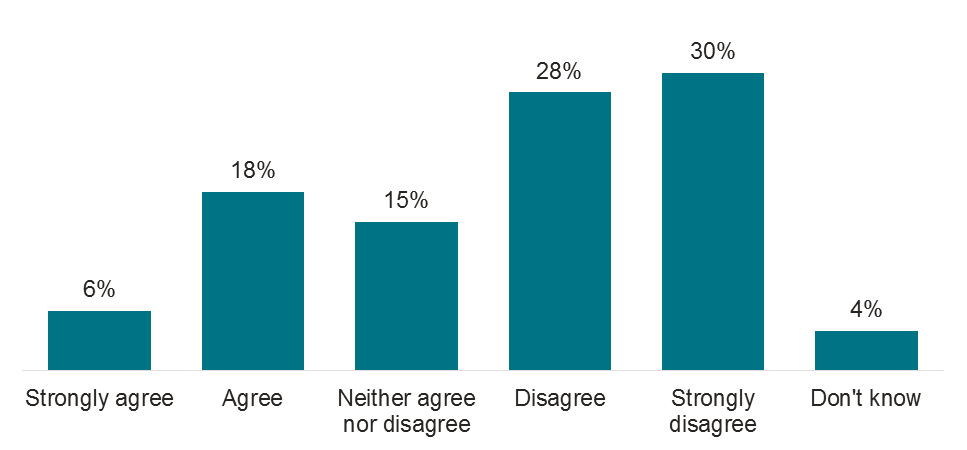 30%
28%
18%
15%
6%
4%
Strongly agree
Agree
Neither agree
nor disagree
Disagree
Strongly
disagree
Don't know